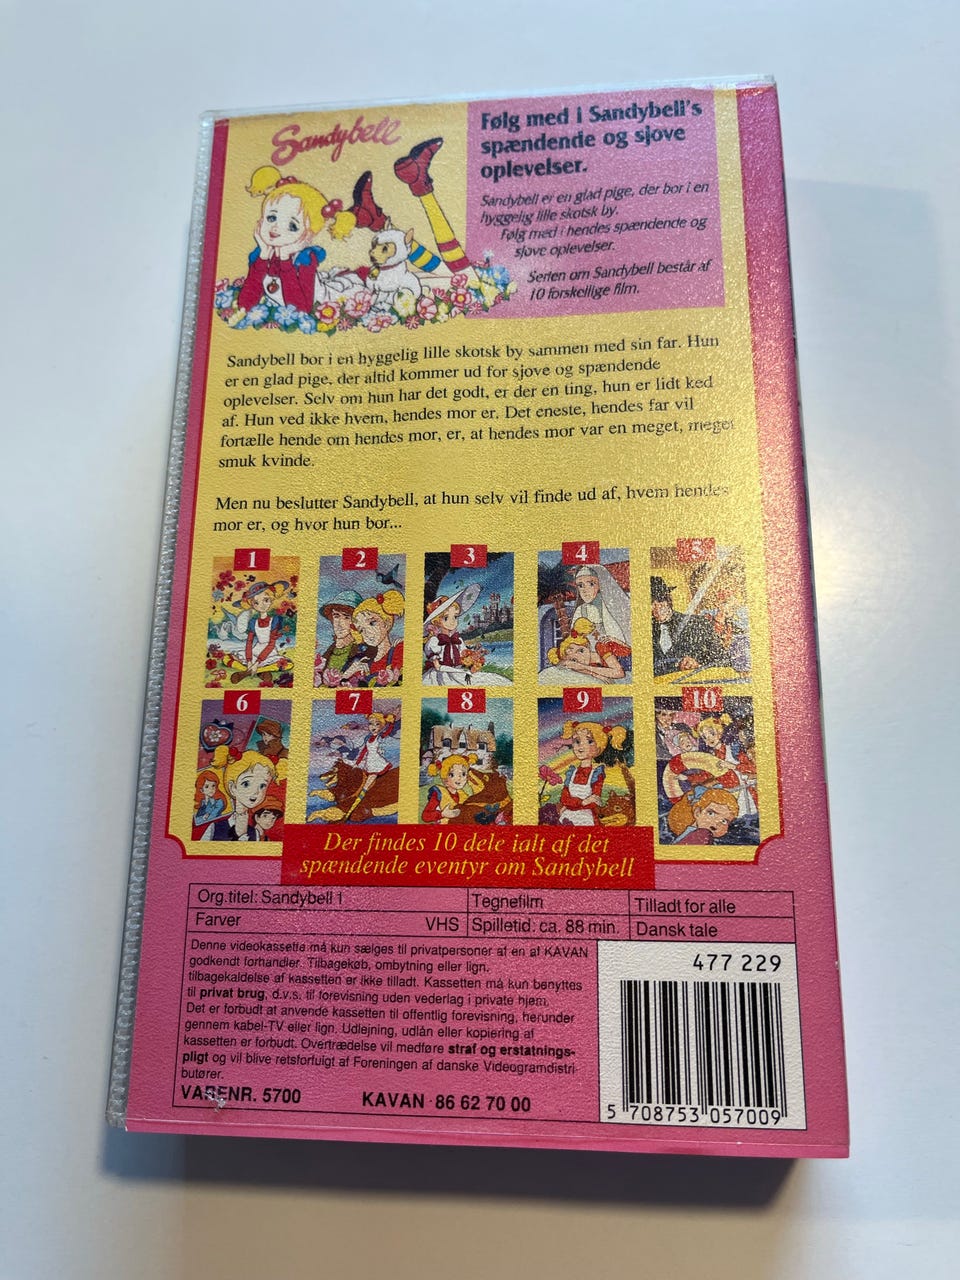 Sandybell
Følg med i Sandybell's
spændende og sjove
oplevelser.
Sandybell er en glad pige, der bor i en
hyggelig lille skotsk by.
Følg med i hendes spændende og
sjove oplevelser.
Serien om Sandybell består af
10 forskellige film.
Sandybell bor i en hyggelig lille skotsk by sammen med sin far. Hun
er en glad pige, der altid kommer ud for sjove og spændende
oplevelser. Selv om hun har det godt, er der en ting, hun er lidt ked
af. Hun ved ikke hvem, hendes mor er. Det eneste, hendes far vil
fortælle hende om hendes mor, er, at hendes mor var en meget, meget
smuk kvinde.
Men nu beslutter Sandybell, at hun selv vil finde ud af, hvem hendes
mor er, og hvor hun bor...
1 2 3 4 5
6 7 8 9 10
Der findes 10 dele ialt af det
spændende eventyr om Sandybell
Org.titel: Sandybell 1 Tegnefilm Tilladt for alle
Farver VHS Spilletid: ca. 88 min. Dansk tale
Denne videokassette må kun sælges til privatpersoner af en af KAVAN
godkendt forhandler. Tilbagekøb, ombytning eller lign.
tilbagekaldelse af kassetten er ikke tilladt. Kassetten må kun benyttes
til privat brug, d.v.s. til forevisning uden vederlag i private hjem.
Det er forbudt at anvende kassetten til offentlig forevisning, herunder
gennem kabel-TV eller lign. Udlejning, udlån eller kopiering af
kassetten er forbudt. Overtrædelse vil medføre straf og erstatnings-
pligt og vil blive retsforfulgt af Foreningen af danske Videogramdistri-
butører.
VARENR. 5700 KAVAN · 86 62 70 00
477 229
5 708753 057009